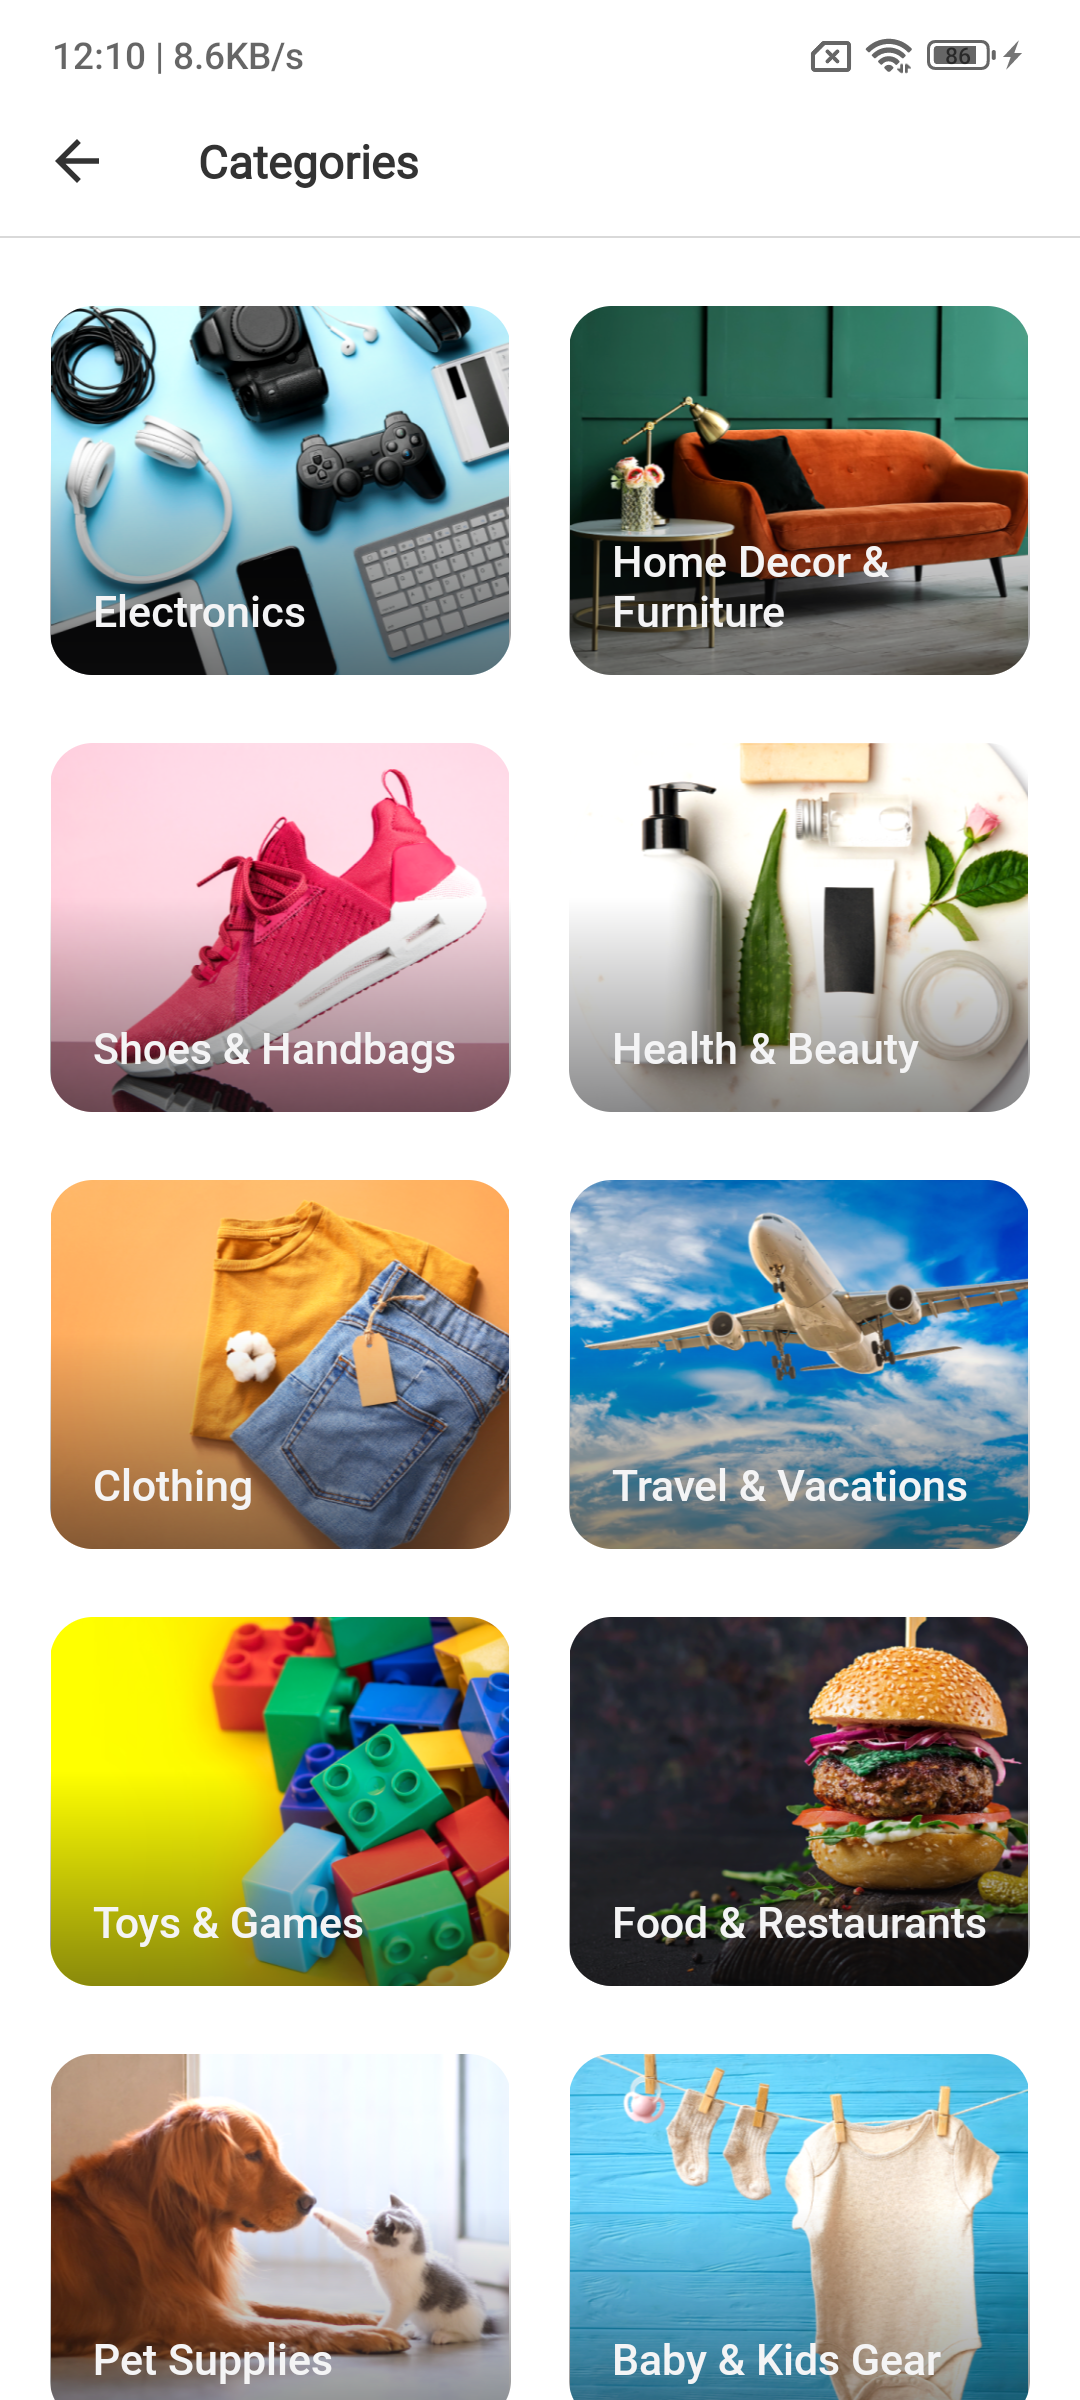 12:10 | 8.6KB/s
86
Categories
Electronics
Home Decor &
Furniture
Shoes & Handbags
Health & Beauty
Clothing
Travel & Vacations
Toys & Games
Food & Restaurants
Pet Supplies
Baby & Kids Gear